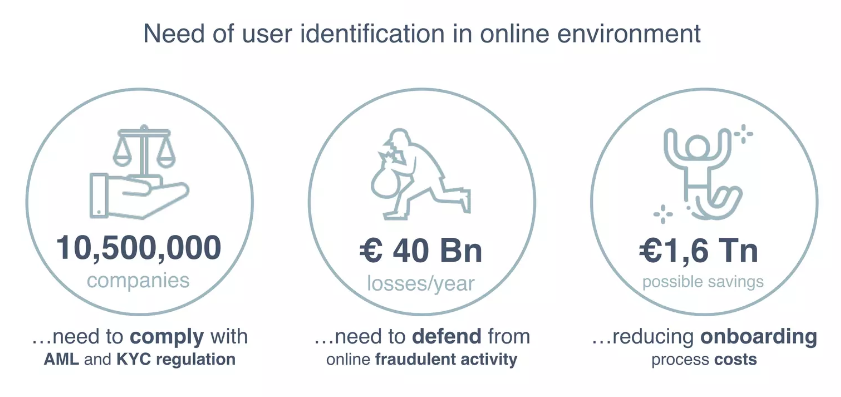 Need of user identification in online environment
10,500,000
companies
...need to comply with
AML and KYC regulation
€ 40 Bn
losses/year
...need to defend from
online fraudulent activity
€1,6 Tn
possible savings
...reducing onboarding
process costs